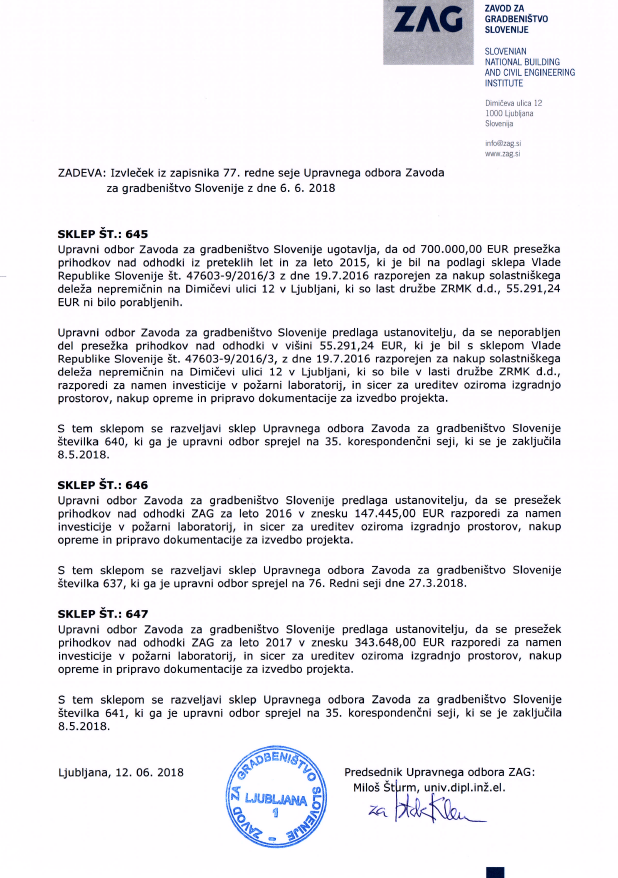 ZAG
ZAVOD ZA
GRADBENIŠTVO
SLOVENIJE
SLOVENIAN
NATIONAL BUILDING
AND CIVIL ENGINEERING
INSTITUTE
Dimičeva ulica 12
1000 Ljubljana
Slovenija
info@zag.si
www.zag.si
ZADEVA: Izvleček iz zapisnika 77. redne seje Upravnega odbora Zavoda
za gradbeništvo Slovenije z dne 6. 6. 2018
SKLEP ŠT.: 645
Upravni odbor Zavoda za gradbeništvo Slovenije ugotavlja, da od 700.000,00 EUR presežka
prihodkov nad odhodki iz preteklih let in za leto 2015, ki je bil na podlagi sklepa Vlade
Republike Slovenije št. 47603-9/2016/3 z dne 19.7.2016 razporejen za nakup solastniškega
deleža nepremičnin na Dimičevi ulici 12 v Ljubljani, ki so last družbe ZRMK d.d., 55.291,24
EUR ni bilo porabljenih.
Upravni odbor Zavoda za gradbeništvo Slovenije predlaga ustanovitelju, da se neporabljen
del presežka prihodkov nad odhodki v višini 55.291,24 EUR, ki je bil s sklepom Vlade
Republike Slovenije št. 47603-9/2016/3, z dne 19.7.2016 razporejen za nakup solastniškega
deleža nepremičnin na Dimičevi ulici 12 v Ljubljani, ki so bile v lasti družbe ZRMK d.d.,
razporedi za namen investicije v požarni laboratorij, in sicer za ureditev oziroma izgradnjo
prostorov, nakup opreme in pripravo dokumentacije za izvedbo projekta.
S tem sklepom se razveljavi sklep Upravnega odbora Zavoda za gradbeništvo Slovenije
številka 640, ki ga je upravni odbor sprejel na 35. korespondenčni seji, ki se je zaključila
8.5.2018.
SKLEP ŠT.: 646
Upravni odbor Zavoda za gradbeništvo Slovenije predlaga ustanovitelju, da se presežek
prihodkov nad odhodki ZAG za leto 2016 v znesku 147.445,00 EUR razporedi za namen
investicije v požarni laboratorij, in sicer za ureditev oziroma izgradnjo prostorov, nakup
opreme in pripravo dokumentacije za izvedbo projekta.
S tem sklepom se razveljavi sklep Upravnega odbora Zavoda za gradbeništvo Slovenije
številka 637, ki ga je upravni odbor sprejel na 76. Redni seji dne 27.3.2018.
SKLEP ŠT.: 647
Upravni odbor Zavoda za gradbeništvo Slovenije predlaga ustanovitelju, da se presežek
prihodkov nad odhodki ZAG za leto 2017 v znesku 343.648,00 EUR razporedi za namen
investicije v požarni laboratorij, in sicer za ureditev oziroma izgradnjo prostorov, nakup
opreme in pripravo dokumentacije za izvedbo projekta.
S tem sklepom se razveljavi sklep Upravnega odbora Zavoda za gradbeništvo Slovenije
številka 641, ki ga je upravni odbor sprejel na 35. korespondenčni seji, ki se je zaključila
8.5.2018.
Ljubljana, 12. 06. 2018
ZAVOD ZA GRADBENIŠTVO SLOVENIJE
LJUBLJANA
1
Predsednik Upravnega odbora ZAG:
Miloš Šturm, univ.dipl.inž.el.
za